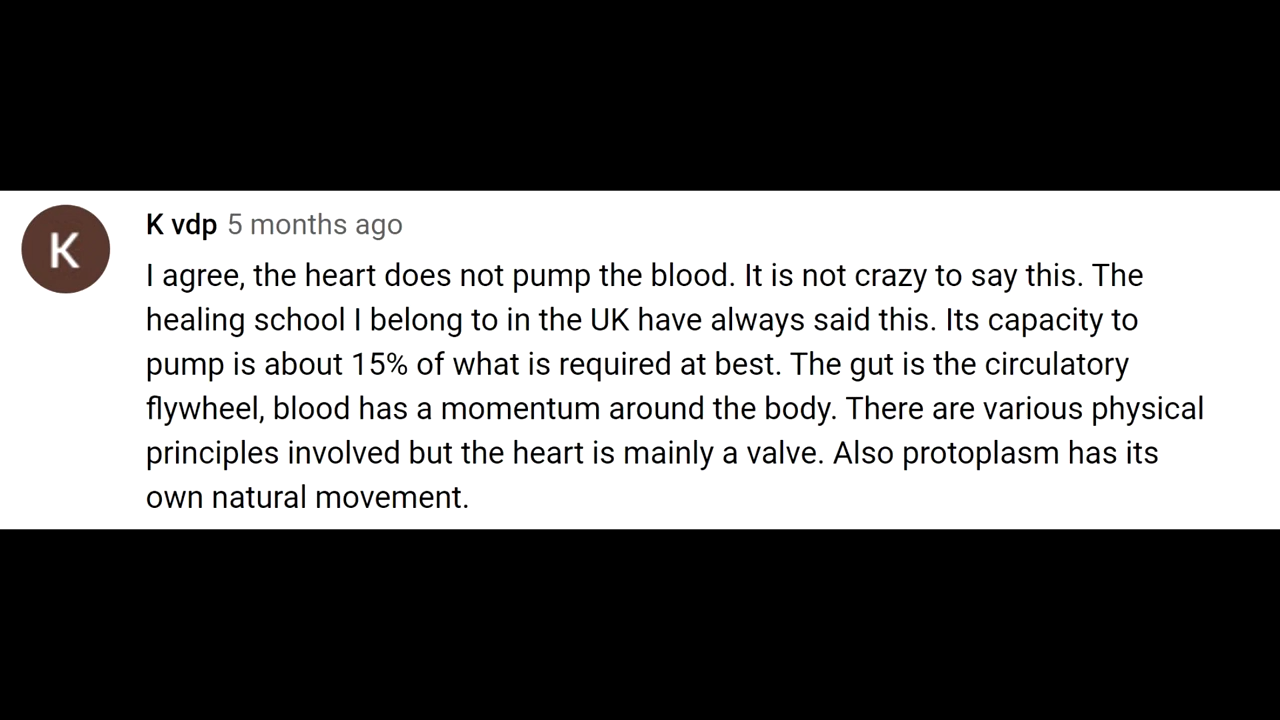 K
K vdp 5 months ago
I agree, the heart does not pump the blood. It is not crazy to say this. The
healing school I belong to in the UK have always said this. Its capacity to
pump is about 15% of what is required at best. The gut is the circulatory
flywheel, blood has a momentum around the body. There are various physical
principles involved but the heart is mainly a valve. Also protoplasm has its
own natural movement.